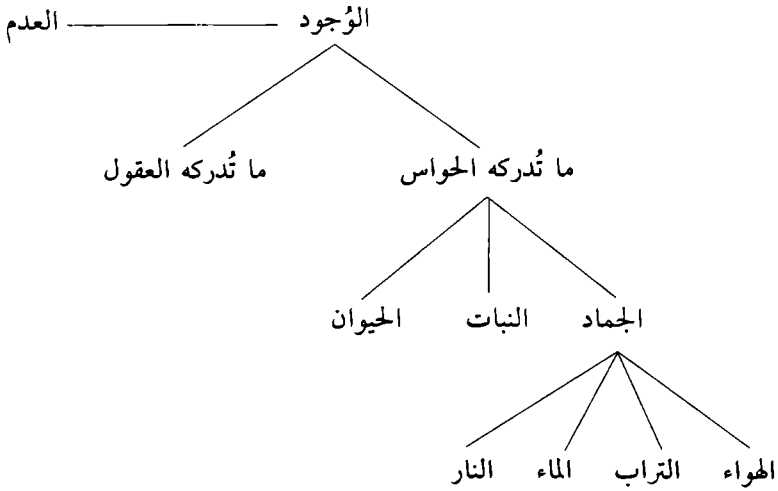 الوُجود العدم
ما تُدركه الحواس ما تُدركه العقول
الجماد النبات الحيوان
الهواء التراب الماء النار